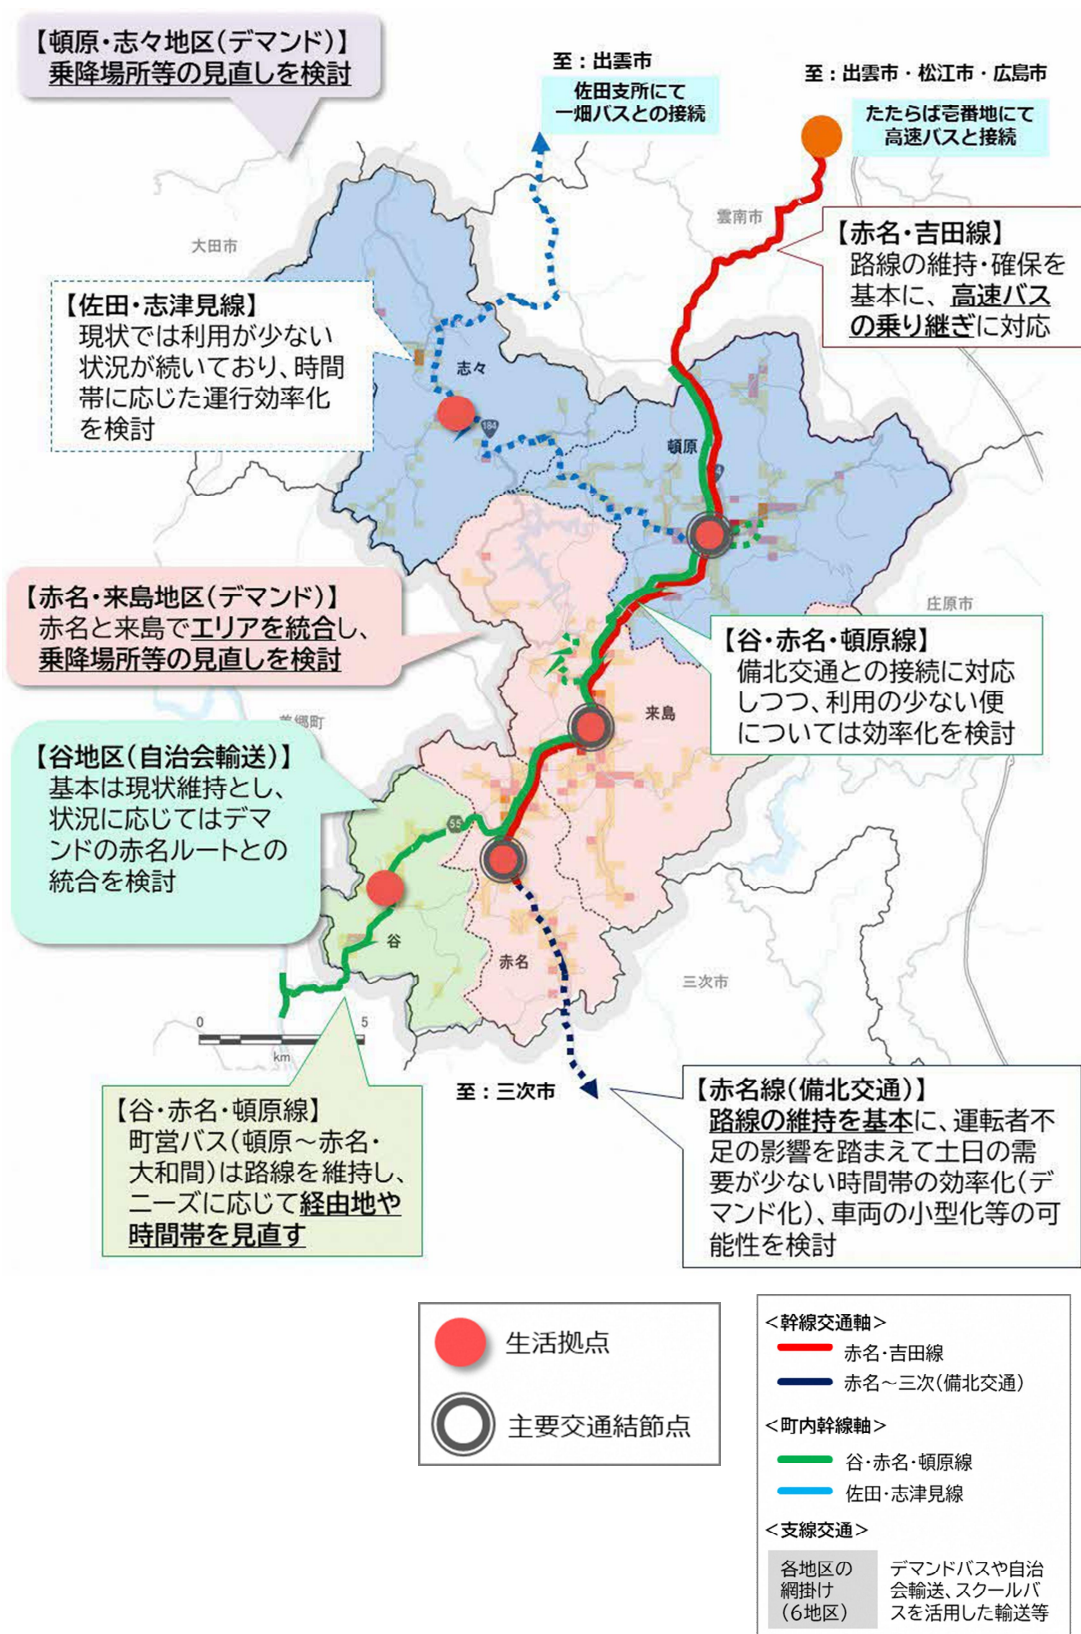 【頓原・志々地区(デマンド)】
乗降場所等の見直しを検討
至：出雲市
佐田支所にて
一畑バスとの接続
至：出雲市・松江市・広島市
たたらば壱番地にて
高速バスと接続
雲南市
大田市
【赤名・吉田線】
路線の維持・確保を
基本に、高速バス
の乗り継ぎに対応
【佐田・志津見線】
現状では利用が少ない
状況が続いており、時間
帯に応じた運行効率化
を検討
志々
184
頓原
【赤名・来島地区(デマンド)】
赤名と来島でエリアを統合し、
乗降場所等の見直しを検討
庄原市
【谷・赤名・頓原線】
備北交通との接続に対応
しつつ、利用の少ない便
については効率化を検討
来島
美郷町
【谷地区(自治会輸送)】
基本は現状維持とし、
状況に応じてはデマ
ンドの赤名ルートとの
統合を検討
55
谷
赤名
三次市
0 5
km
至：三次市
【谷・赤名・頓原線】
町営バス(頓原～赤名・
大和間)は路線を維持し、
ニーズに応じて経由地や
時間帯を見直す
【赤名線(備北交通)】
路線の維持を基本に、運転者不
足の影響を踏まえて土日の需
要が少ない時間帯の効率化(デ
マンド化)、車両の小型化等の可
能性を検討
生活拠点
主要交通結節点
＜幹線交通軸＞
赤名・吉田線
赤名～三次(備北交通)
＜町内幹線軸＞
谷・赤名・頓原線
佐田・志津見線
＜支線交通＞
各地区の
網掛け
(6地区)
デマンドバスや自治
会輸送、スクールバ
スを活用した輸送等